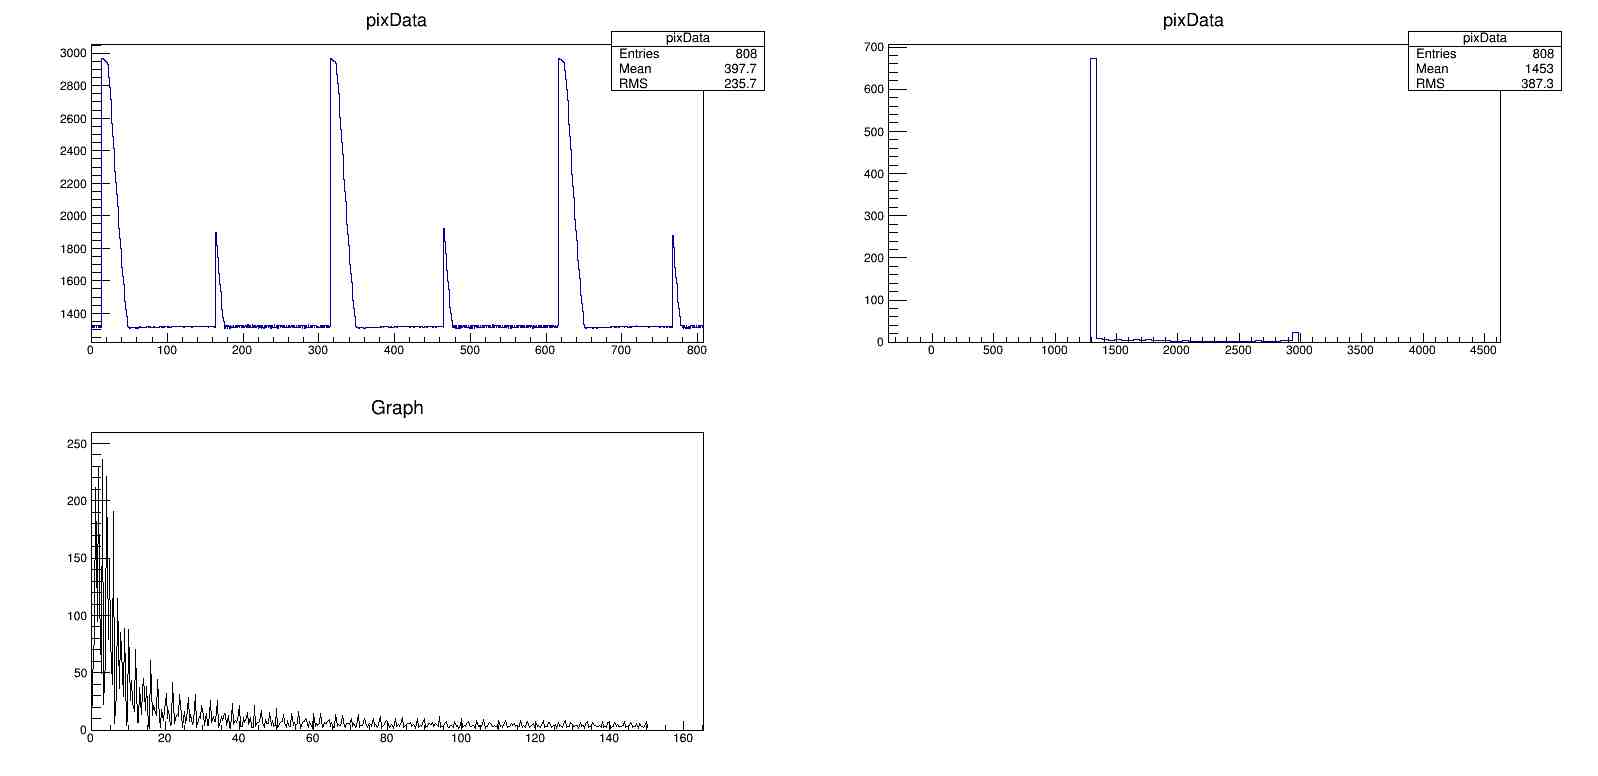 pixData
pixData
Entries 808
Mean 397.7
RMS 235.7
3000
2800
2600
2400
2200
2000
1800
1600
1400
0 100 200 300 400 500 600 700 800
pixData
pixData
Entries 808
Mean 1453
RMS 387.3
700
600
500
400
300
200
100
0
0 500 1000 1500 2000 2500 3000 3500 4000 4500
Graph
250
200
150
100
50
0
0 20 40 60 80 100 120 140 160